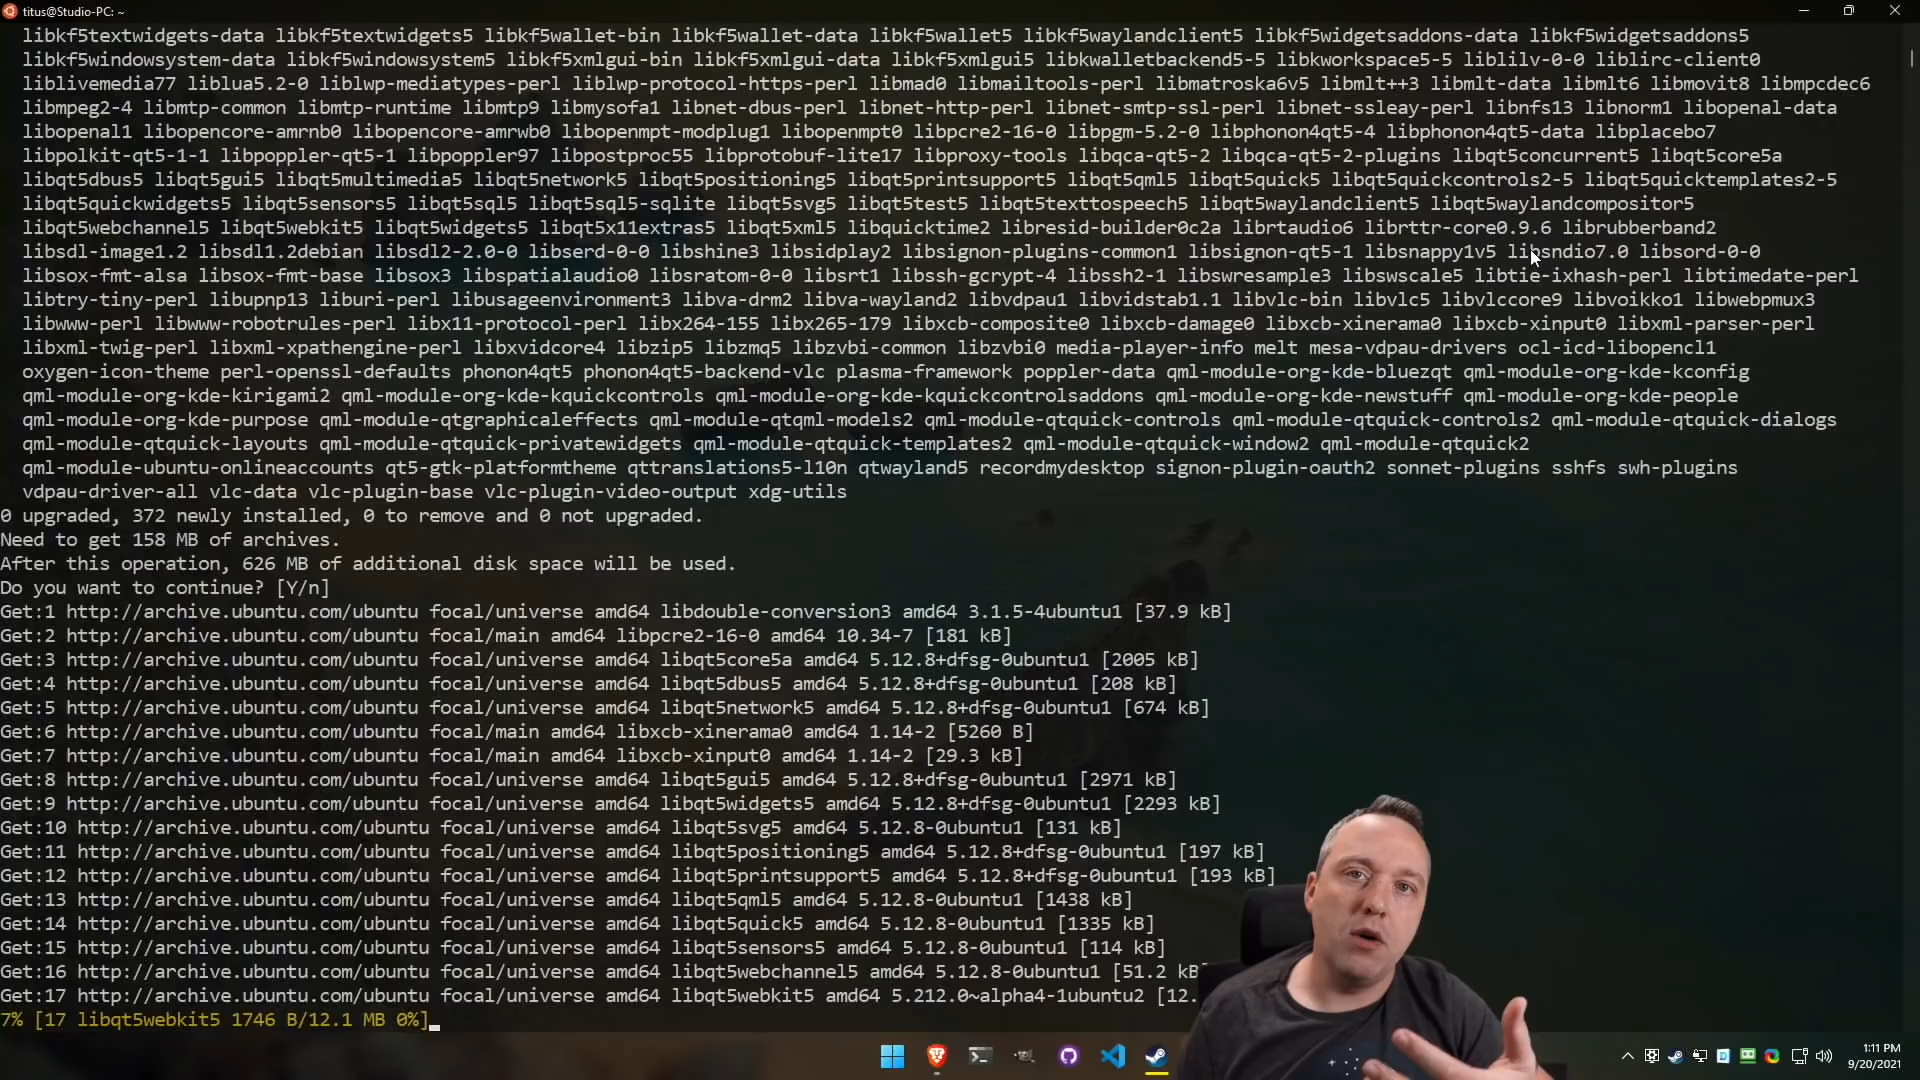 titus@Studio-PC: ~
libkf5textwidgets-data libkf5textwidgets5 libkf5wallet-bin libkf5wallet-data libkf5wallet5 libkf5waylandclient5 libkf5widgetsaddons-data libkf5widgetsaddons5
libkf5windowsystem-data libkf5windowsystem5 libkf5xmlgui-bin libkf5xmlgui-data libkf5xmlgui5 libkwalletbackend5-5 libkworkspace5-5 liblilv-0-0 liblirc-client0
liblivemedia77 liblua5.2-0 liblwp-mediatypes-perl liblwp-protocol-https-perl libmad0 libmailtools-perl libmatroska6v5 libmlt++3 libmlt-data libmlt6 libmovit8 libmpcdec6
libmpeg2-4 libmtp-common libmtp-runtime libmtp9 libmysofa1 libnet-dbus-perl libnet-http-perl libnet-smtp-ssl-perl libnet-ssleay-perl libnfs13 libnorm1 libopenal-data
libopenal1 libopencore-amrnb0 libopencore-amrwb0 libopenmpt-modplug1 libopenmpt0 libpcre2-16-0 libpgm-5.2-0 libphonon4qt5-4 libphonon4qt5-data libplacebo7
libpolkit-qt5-1-1 libpoppler-qt5-1 libpoppler97 libpostproc55 libprotobuf-lite17 libproxy-tools libqca-qt5-2 libqca-qt5-2-plugins libqt5concurrent5 libqt5core5a
libqt5dbus5 libqt5gui5 libqt5multimedia5 libqt5network5 libqt5positioning5 libqt5printsupport5 libqt5qml5 libqt5quick5 libqt5quickcontrols2-5 libqt5quicktemplates2-5
libqt5quickwidgets5 libqt5sensors5 libqt5sql5 libqt5sql5-sqlite libqt5svg5 libqt5test5 libqt5texttospeech5 libqt5waylandclient5 libqt5waylandcompositor5
libqt5webchannel5 libqt5webkit5 libqt5widgets5 libqt5x11extras5 libqt5xml5 libquicktime2 libresid-builder0c2a librtaudio6 librttr-core0.9.6 librubberband2
libsdl-image1.2 libsdl1.2debian libsdl2-2.0-0 libserd-0-0 libshine3 libsidplay2 libsignon-plugins-common1 libsignon-qt5-1 libsnappy1v5 libsndio7.0 libsord-0-0
libsox-fmt-alsa libsox-fmt-base libsox3 libspatialaudio0 libsratom-0-0 libsrt1 libssh-gcrypt-4 libssh2-1 libswresample3 libswscale5 libtie-ixhash-perl libtimedate-perl
libtry-tiny-perl libupnp13 liburi-perl libusageenvironment3 libva-drm2 libva-wayland2 libvdpau1 libvidstab1.1 libvlc-bin libvlc5 libvlccore9 libvoikko1 libwebpmux3
libwww-perl libwww-robotrules-perl libx11-protocol-perl libx264-155 libx265-179 libxcb-composite0 libxcb-damage0 libxcb-xinerama0 libxcb-xinput0 libxml-parser-perl
libxml-twig-perl libxml-xpathengine-perl libxvidcore4 libzip5 libzmq5 libzvbi-common libzvbi0 media-player-info melt mesa-vdpau-drivers ocl-icd-libopencl1
oxygen-icon-theme perl-openssl-defaults phonon4qt5 phonon4qt5-backend-vlc plasma-framework poppler-data qml-module-org-kde-bluezqt qml-module-org-kde-kconfig
qml-module-org-kde-kirigami2 qml-module-org-kde-kquickcontrols qml-module-org-kde-kquickcontrolsaddons qml-module-org-kde-newstuff qml-module-org-kde-people
qml-module-org-kde-purpose qml-module-qtgraphicaleffects qml-module-qtqml-models2 qml-module-qtquick-controls qml-module-qtquick-controls2 qml-module-qtquick-dialogs
qml-module-qtquick-layouts qml-module-qtquick-privatewidgets qml-module-qtquick-templates2 qml-module-qtquick-window2 qml-module-qtquick2
qml-module-ubuntu-onlineaccounts qt5-gtk-platformtheme qttranslations5-l10n qtwayland5 recordmydesktop signon-plugin-oauth2 sonnet-plugins sshfs swh-plugins
vdpau-driver-all vlc-data vlc-plugin-base vlc-plugin-video-output xdg-utils
0 upgraded, 372 newly installed, 0 to remove and 0 not upgraded.
Need to get 158 MB of archives.
After this operation, 626 MB of additional disk space will be used.
Do you want to continue? [Y/n]
Get:1 http://archive.ubuntu.com/ubuntu focal/universe amd64 libdouble-conversion3 amd64 3.1.5-4ubuntu1 [37.9 kB]
Get:2 http://archive.ubuntu.com/ubuntu focal/main amd64 libpcre2-16-0 amd64 10.34-7 [181 kB]
Get:3 http://archive.ubuntu.com/ubuntu focal/universe amd64 libqt5core5a amd64 5.12.8+dfsg-0ubuntu1 [2005 kB]
Get:4 http://archive.ubuntu.com/ubuntu focal/universe amd64 libqt5dbus5 amd64 5.12.8+dfsg-0ubuntu1 [208 kB]
Get:5 http://archive.ubuntu.com/ubuntu focal/universe amd64 libqt5network5 amd64 5.12.8+dfsg-0ubuntu1 [674 kB]
Get:6 http://archive.ubuntu.com/ubuntu focal/main amd64 libxcb-xinerama0 amd64 1.14-2 [5260 B]
Get:7 http://archive.ubuntu.com/ubuntu focal/main amd64 libxcb-xinput0 amd64 1.14-2 [29.3 kB]
Get:8 http://archive.ubuntu.com/ubuntu focal/universe amd64 libqt5gui5 amd64 5.12.8+dfsg-0ubuntu1 [2971 kB]
Get:9 http://archive.ubuntu.com/ubuntu focal/universe amd64 libqt5widgets5 amd64 5.12.8+dfsg-0ubuntu1 [2293 kB]
Get:10 http://archive.ubuntu.com/ubuntu focal/universe amd64 libqt5svg5 amd64 5.12.8-0ubuntu1 [131 kB]
Get:11 http://archive.ubuntu.com/ubuntu focal/universe amd64 libqt5positioning5 amd64 5.12.8+dfsg-0ubuntu1 [197 kB]
Get:12 http://archive.ubuntu.com/ubuntu focal/universe amd64 libqt5printsupport5 amd64 5.12.8+dfsg-0ubuntu1 [193 kB]
Get:13 http://archive.ubuntu.com/ubuntu focal/universe amd64 libqt5qml5 amd64 5.12.8-0ubuntu1 [1438 kB]
Get:14 http://archive.ubuntu.com/ubuntu focal/universe amd64 libqt5quick5 amd64 5.12.8-0ubuntu1 [1335 kB]
Get:15 http://archive.ubuntu.com/ubuntu focal/universe amd64 libqt5sensors5 amd64 5.12.8-0ubuntu1 [114 kB]
Get:16 http://archive.ubuntu.com/ubuntu focal/universe amd64 libqt5webchannel5 amd64 5.12.8-0ubuntu1 [51.2 kB]
Get:17 http://archive.ubuntu.com/ubuntu focal/universe amd64 libqt5webkit5 amd64 5.212.0~alpha4-1ubuntu2 [12.
7% [17 libqt5webkit5 1746 B/12.1 MB 0%]
1:11 PM
9/20/2021